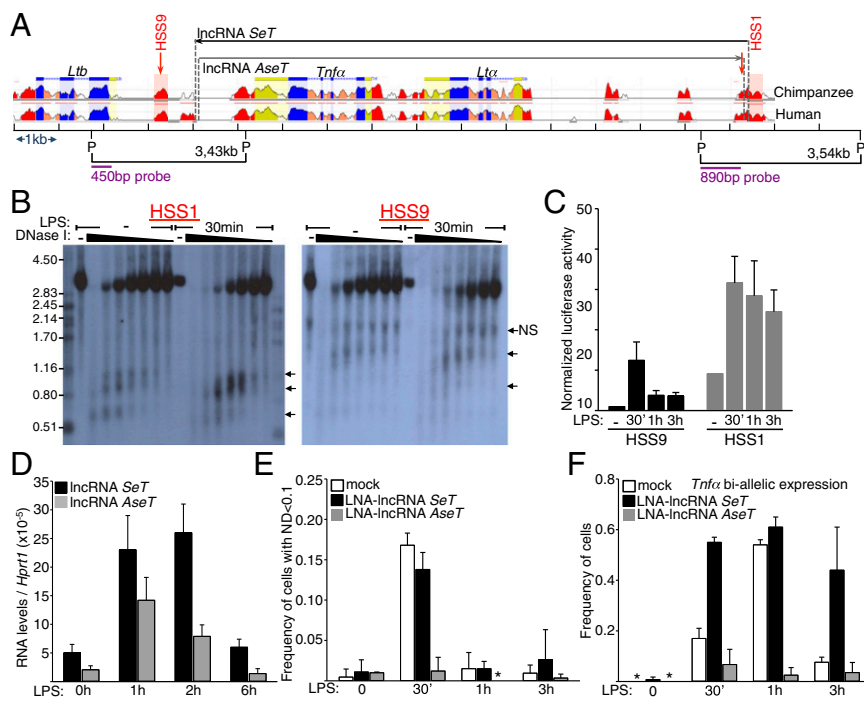 A
HSS9
lncRNA SeT
HSS1
Ltb
lncRNA AseT
Tnfα
Ltα
Chimpanzee
Human
1kb
P
P
P
P
3,43kb
3,54kb
450bp probe
890bp probe
B
HSS1
HSS9
LPS:
-
30min
-
30min
DNase I:
-
-
-
-
4.50
2.83
2.45
2.14
1.70
1.16
0.80
0.51
NS
C
Normalized luciferase activity
50
40
30
20
10
LPS: - 30' 1h 3h - 30' 1h 3h
HSS9 HSS1
D
lncRNA SeT
lncRNA AseT
RNA levels / Hprt1 (x10-5)
35
30
25
20
15
10
5
LPS: 0h 1h 2h 6h
E
mock
LNA-lncRNA SeT
LNA-lncRNA AseT
Frequency of cells with ND<0.1
0.25
0.20
0.15
0.10
0.05
*
LPS: 0 30' 1h 3h
F
mock Tnfα bi-allelic expression
LNA-lncRNA SeT
LNA-lncRNA AseT
Frequency of cells
0.8
0.6
0.4
0.2
* *
LPS: 0 30' 1h 3h